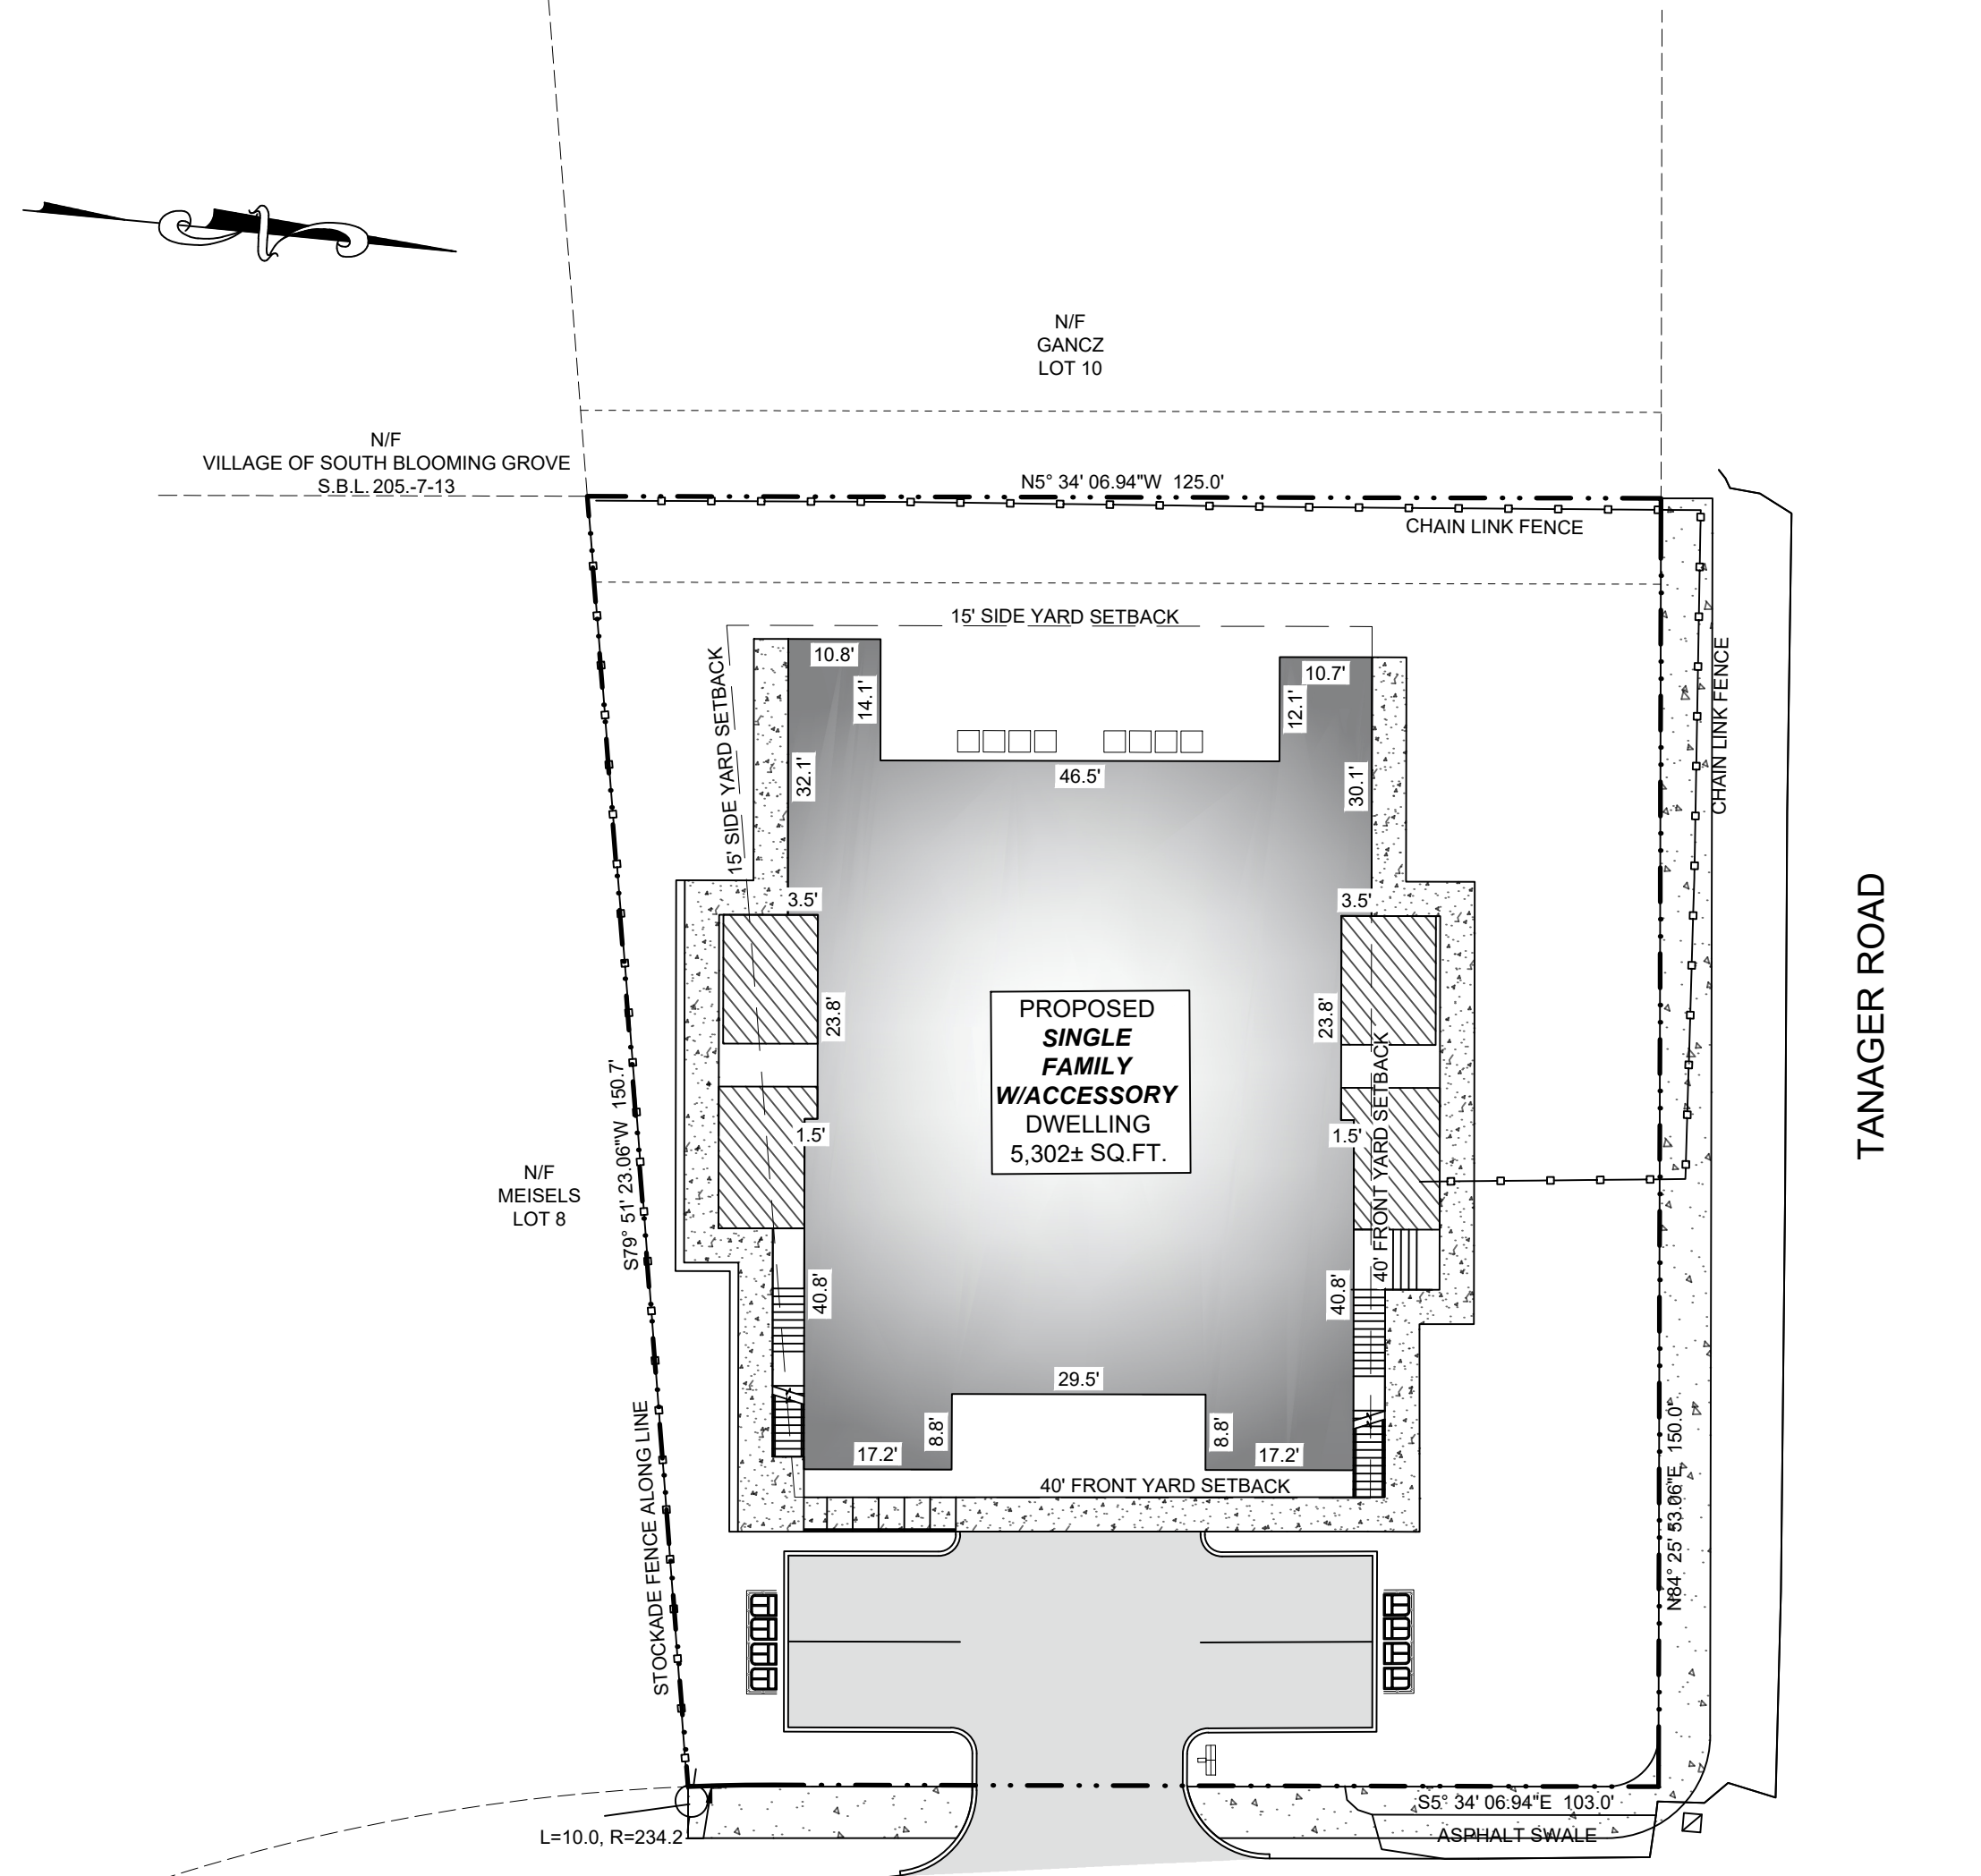 N/F
GANCZ
LOT 10
N/F
VILLAGE OF SOUTH BLOOMING GROVE
S.B.L. 205.-7-13
N5° 34' 06.94"W  125.0'
CHAIN LINK FENCE
15' SIDE YARD SETBACK
10.8'
10.7'
14.1'
12.1'
15' SIDE YARD SETBACK
CHAIN LINK FENCE
32.1'
46.5'
30.1'
3.5'
3.5'
23.8'
23.8'
PROPOSED
SINGLE
FAMILY
W/ACCESSORY
DWELLING
5,302± SQ.FT.
TANAGER ROAD
1.5'
1.5'
40' FRONT YARD SETBACK
S79° 51' 23.06"W  150.7'
N/F
MEISELS
LOT 8
40.8'
40.8'
29.5'
8.8'
8.8'
17.2'
17.2'
40' FRONT YARD SETBACK
STOCKADE FENCE ALONG LINE
N84° 25' 53.06"E  150.0'
S5° 34' 06.94"E  103.0'
L=10.0, R=234.2
ASPHALT SWALE